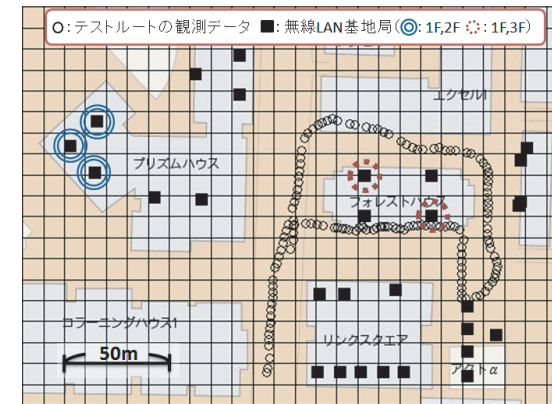 ○:テストルートの観測データ ■:無線LAN基地局(◎: 1F,2F ◌: 1F,3F)
エクセル1
プリズムハウス
フォレストハウス
コラーニングハウス1
リンクスクエア
50m
アクトα